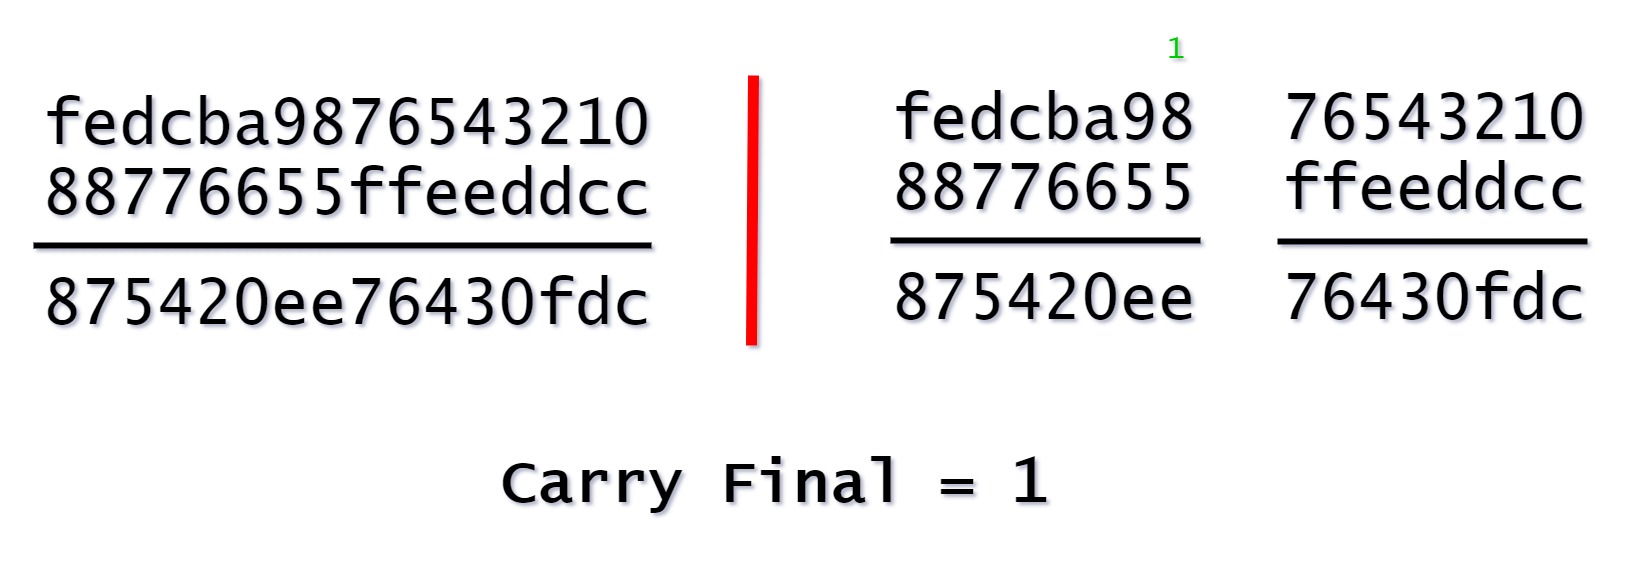 fedcba9876543210
88776655ffeeddcc
875420ee76430fdc
1
fedcba98 76543210
88776655 ffeeddcc
875420ee 76430fdc
Carry Final = 1